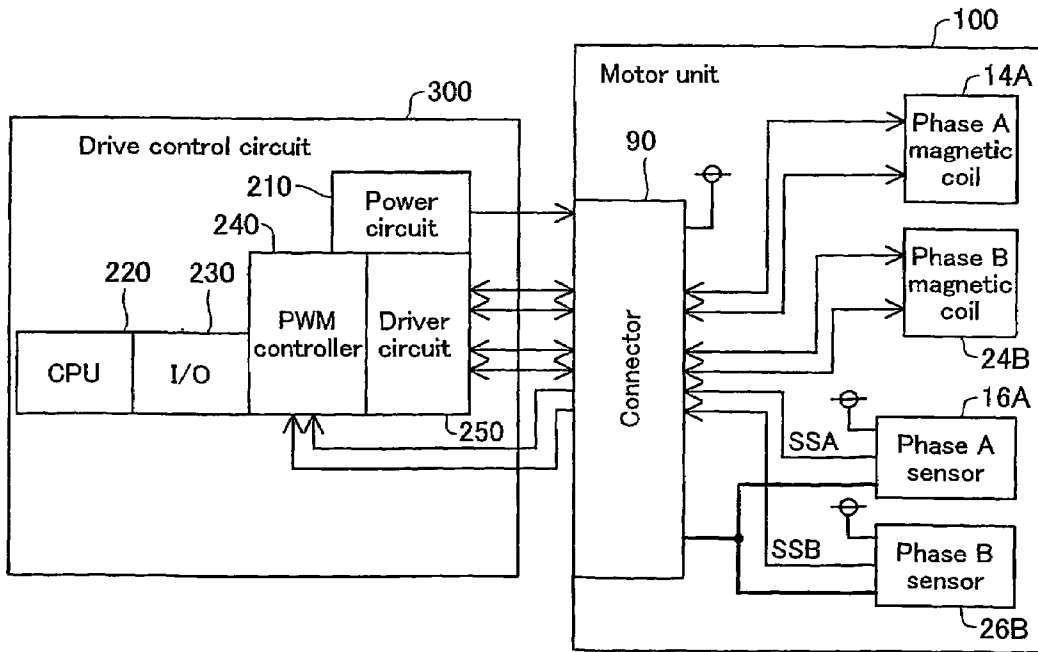 100
Motor unit
14A
Phase A
magnetic
coil
300
Drive control circuit
90
210
Power
circuit
240
Phase B
magnetic
coil
220
230
PWM
controller
Driver
circuit
CPU
I/O
Connector
24B
16A
250
SSA
Phase A
sensor
SSB
Phase B
sensor
26B